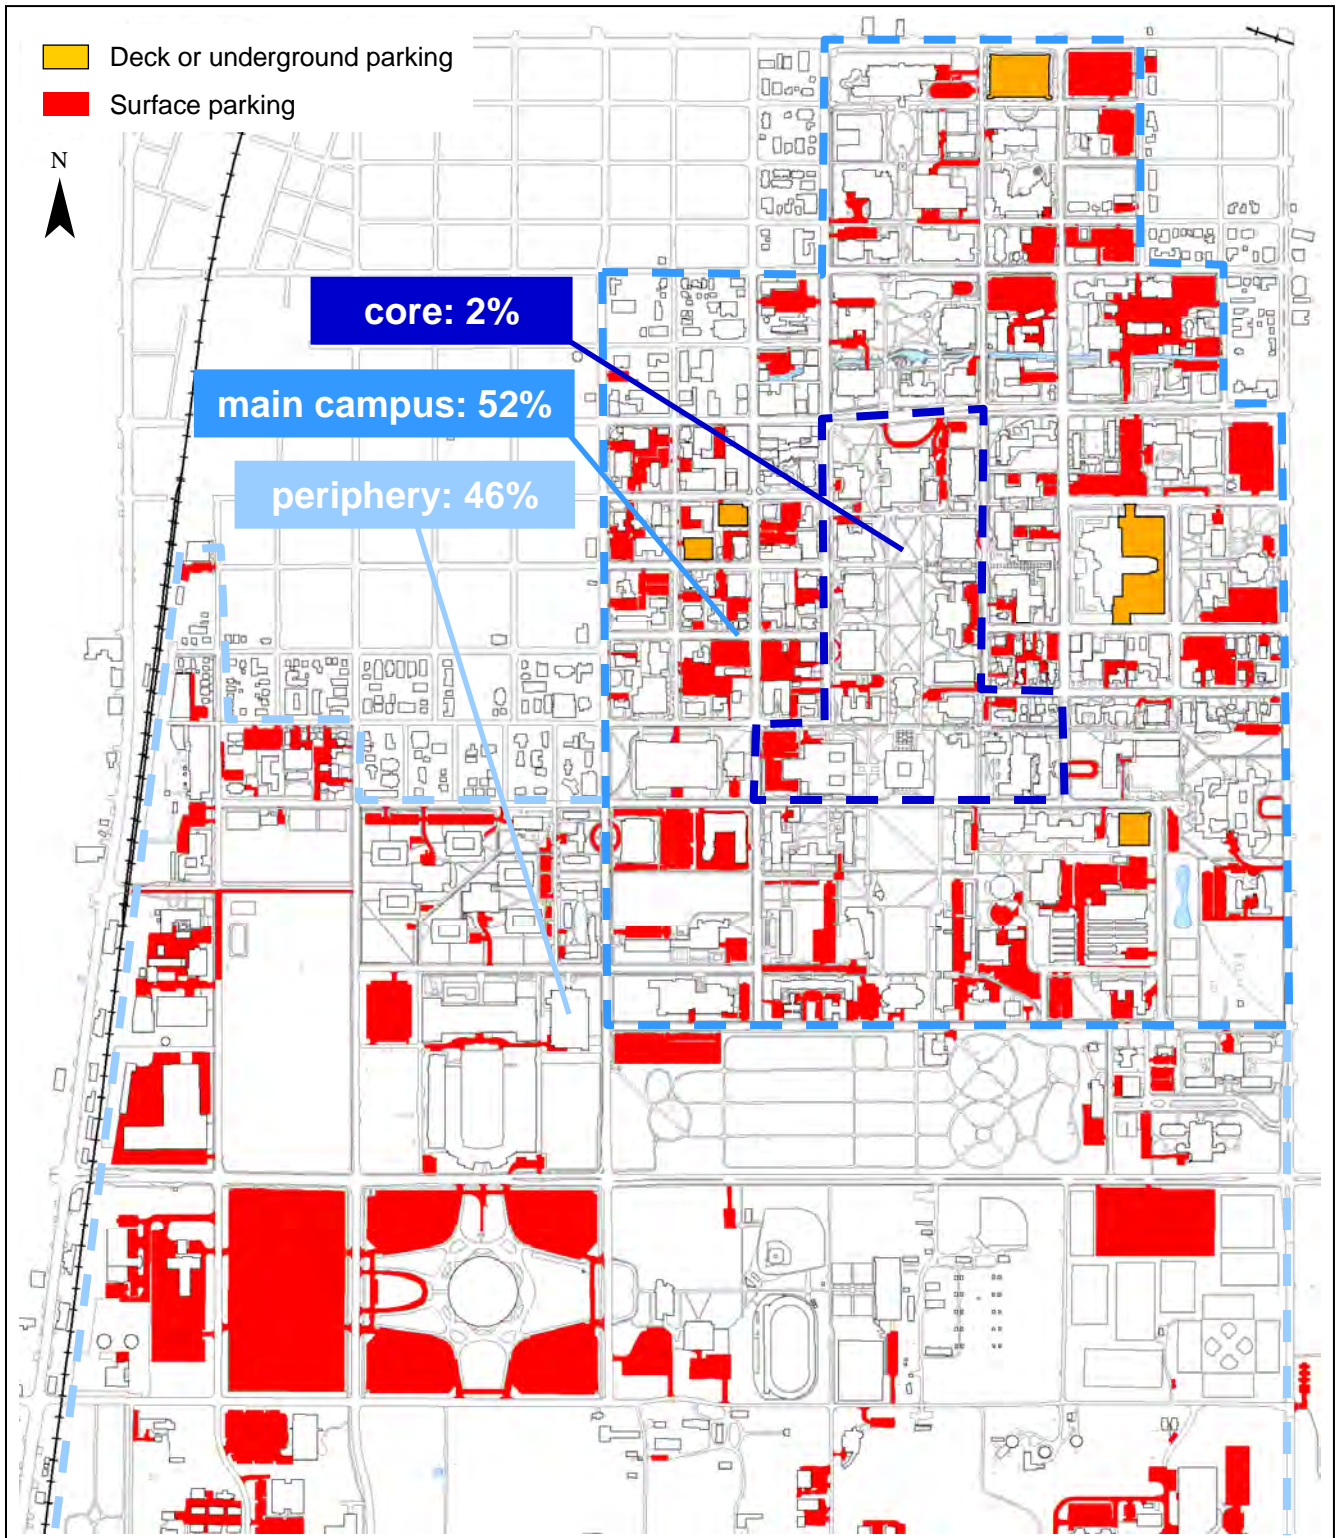 Deck or underground parking
Surface parking
N
core: 2%
main campus: 52%
periphery: 46%